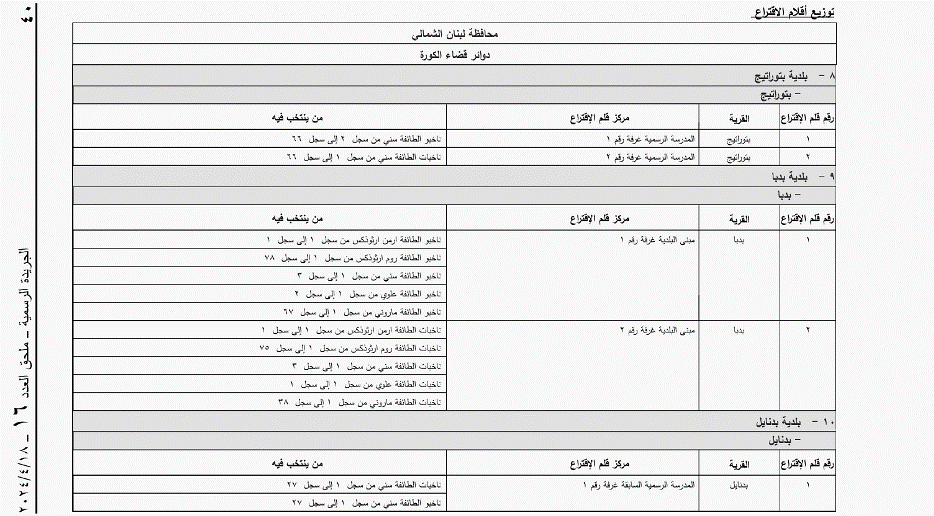 توزيع أقلام الاقتراع
محافظة لبنان الشمالي
دوائر قضاء الكورة
٨ - بلدية بتوراتيج
- بتوراتيج
رقم قلم الإقتراع القرية مركز قلم الإقتراع من ينتخب فيه
١ بتوراتيج المدرسة الرسمية غرفة رقم ١ ناخبو الطائفة سني من سجل ٢ إلى سجل ٦٦
٢ بتوراتيج المدرسة الرسمية غرفة رقم ٢ ناخبات الطائفة سني من سجل ١ إلى سجل ٦٦
٩ - بلدية بدبا
- بدبا
رقم قلم الإقتراع القرية مركز قلم الإقتراع من ينتخب فيه
١ بدبا مبنى البلدية غرفة رقم ١ ناخبو الطائفة ارمن ارثوذكس من سجل ١ إلى سجل ١
ناخبو الطائفة روم ارثوذكس من سجل ١ إلى سجل ٧٨
ناخبو الطائفة سني من سجل ١ إلى سجل ٣
ناخبو الطائفة علوي من سجل ١ إلى سجل ٢
ناخبو الطائفة ماروني من سجل ١ إلى سجل ٦٧
٢ بدبا مبنى البلدية غرفة رقم ٢ ناخبات الطائفة ارمن ارثوذكس من سجل ١ إلى سجل ١
ناخبات الطائفة روم ارثوذكس من سجل ١ إلى سجل ٧٥
ناخبات الطائفة سني من سجل ١ إلى سجل ٣
ناخبات الطائفة علوي من سجل ١ إلى سجل ١
ناخبات الطائفة ماروني من سجل ١ إلى سجل ٣٨
١٠ - بلدية بدنايل
- بدنايل
رقم قلم الإقتراع القرية مركز قلم الإقتراع من ينتخب فيه
١ بدنايل المدرسة الرسمية السابقة غرفة رقم ١ ناخبات الطائفة سني من سجل ١ إلى سجل ٢٧
ناخبو الطائفة سني من سجل ١ إلى سجل ٢٧
٤٠
الجريدة الرسمية - ملحق العدد ١٦ - ٢٠٢٤/٤/١٨